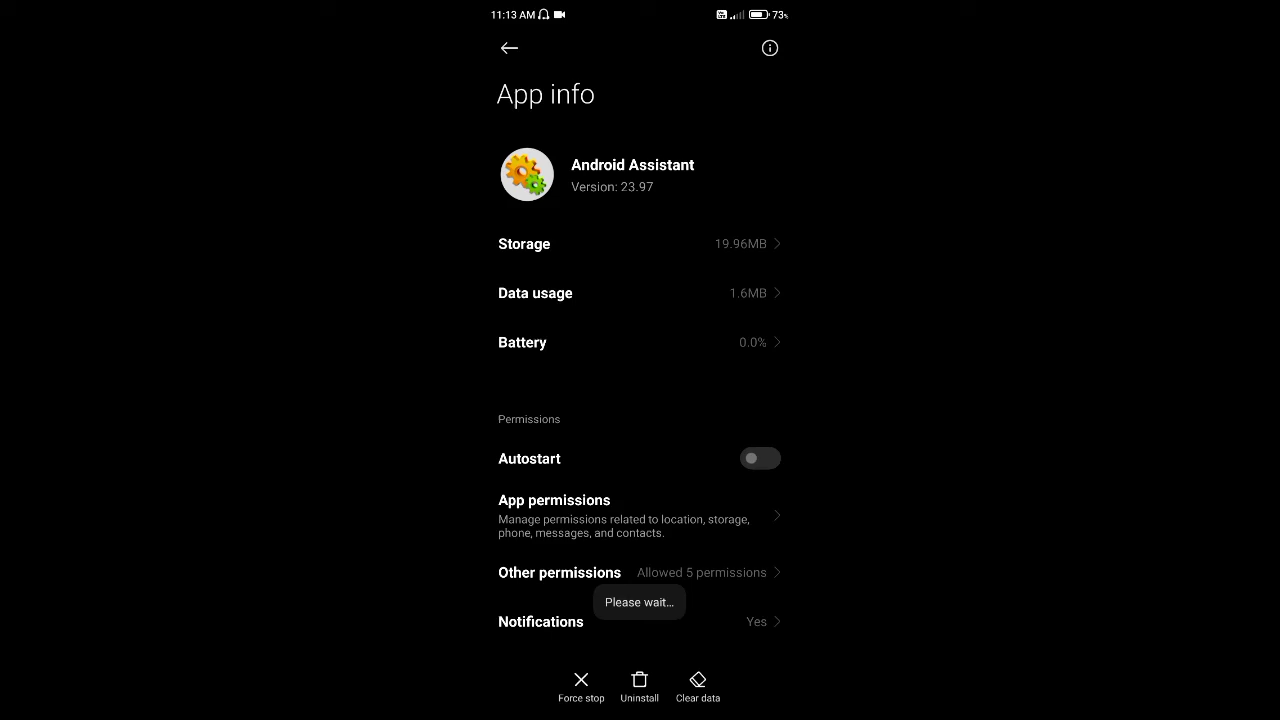 11:13 AM 73%
App info
Android Assistant
Version: 23.97
Storage 19.96MB
Data usage 1.6MB
Battery 0.0%
Permissions
Autostart
App permissions
Manage permissions related to location, storage,
phone, messages, and contacts.
Other permissions Allowed 5 permissions
Please wait...
Notifications Yes
Force stop Uninstall Clear data